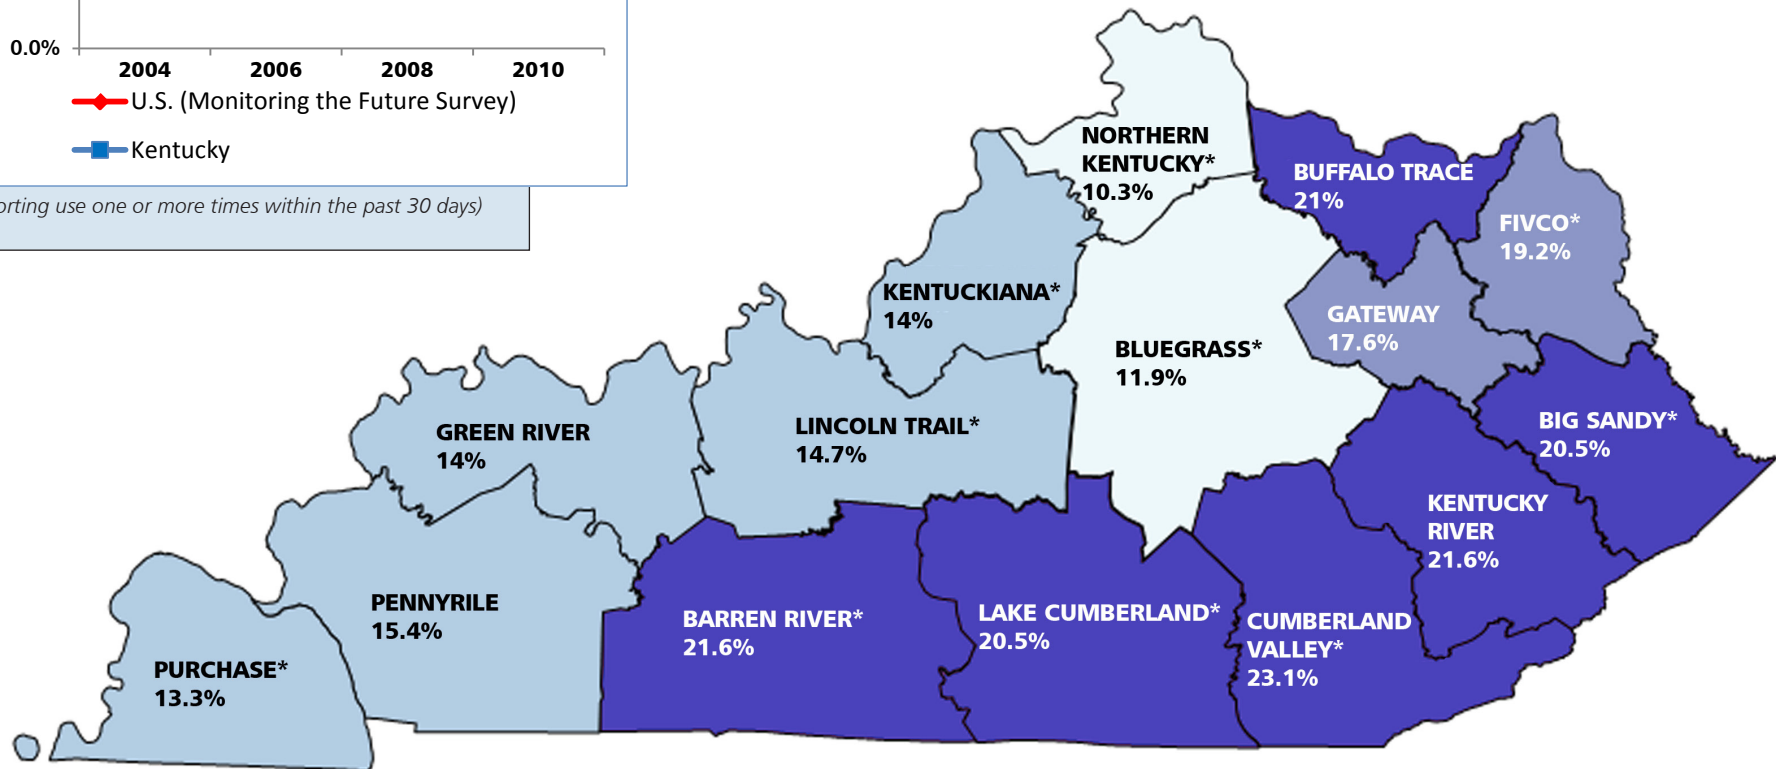 0.0%
2004 2006 2008 2010
U.S. (Monitoring the Future Survey)
Kentucky
orting use one or more times within the past 30 days)
NORTHERN
KENTUCKY*
10.3%
BUFFALO TRACE
21%
FIVCO*
19.2%
KENTUCKIANA*
14%
GATEWAY
17.6%
BLUEGRASS*
11.9%
GREEN RIVER
14%
LINCOLN TRAIL*
14.7%
BIG SANDY*
20.5%
KENTUCKY
RIVER
21.6%
PENNYRILE
15.4%
BARREN RIVER*
21.6%
LAKE CUMBERLAND*
20.5%
CUMBERLAND
VALLEY*
23.1%
PURCHASE*
13.3%